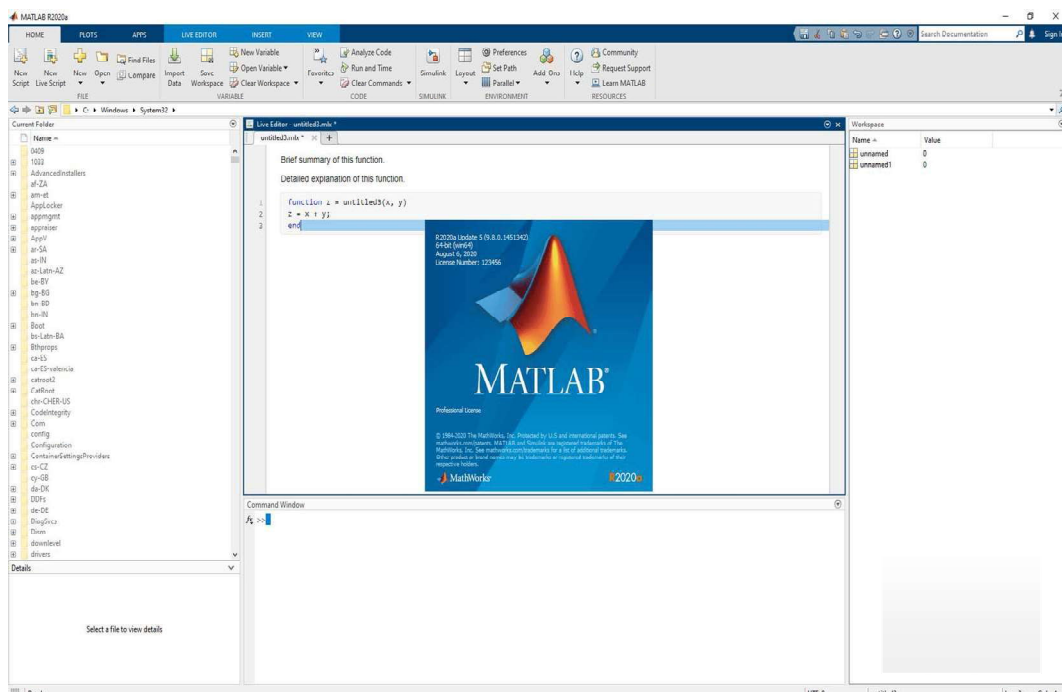 MATLAB R2020a
HOME PLOTS APPS LIVE EDITOR INSERT VIEW
Search Documentation
Sign In
New Script
New Live Script
New
Open
Find Files
Compare
Import Data
Save Workspace
New Variable
Open Variable
Clear Workspace
Favorites
Analyze Code
Run and Time
Clear Commands
Simulink
Layout
Preferences
Set Path
Parallel
Add-Ons
Help
Community
Request Support
Learn MATLAB
FILE VARIABLE CODE SIMULINK ENVIRONMENT RESOURCES
C: Windows System32
Current Folder
Name
0409
1033
AdvancedInstallers
af-ZA
am-et
AppLocker
appmgmt
appraiser
AppV
ar-SA
as-IN
az-Latn-AZ
be-BY
bg-BG
bn-BD
bn-IN
Boot
bs-Latn-BA
Bthprops
ca-ES
ca-ES-valencia
catroot2
CatRoot
chr-CHER-US
CodeIntegrity
Com
config
Configuration
ContainerSettingsProviders
cs-CZ
cy-GB
da-DK
DDFs
de-DE
DiagSvcs
Dism
downlevel
drivers
Details
Select a file to view details
Live Editor - untitled3.mlx *
untitled3.mlx *
Brief summary of this function.
Detailed explanation of this function.
1 function z = untitled3(x, y)
2 z = x + y;
3 end
R2020a Update 5 (9.8.0.1451342)
64-bit (win64)
August 6, 2020
License Number: 123456
MATLAB®
Professional License
© 1984-2020 The MathWorks, Inc. Protected by U.S and international patents. See
mathworks.com/patents. MATLAB and Simulink are registered trademarks of The
MathWorks, Inc. See mathworks.com/trademarks for a list of additional trademarks.
Other product or brand names may be trademarks or registered trademarks of their
respective holders.
MathWorks
R2020a
Command Window
fx >>
Workspace
Name Value
unnamed 0
unnamed1 0